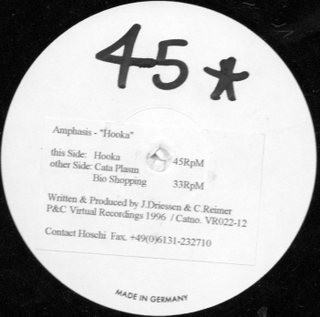 45*
Amphasis - "Hooka"
this Side: Hooka 45RpM
other Side: Cata Plasm
Bio Shopping 33RpM
Written & Produced by J.Driessen & C.Reimer
P&C Virtual Recordings 1996 / Catno. VR022-12
Contact Hoschi Fax. +49(0)6131-232710
MADE IN GERMANY